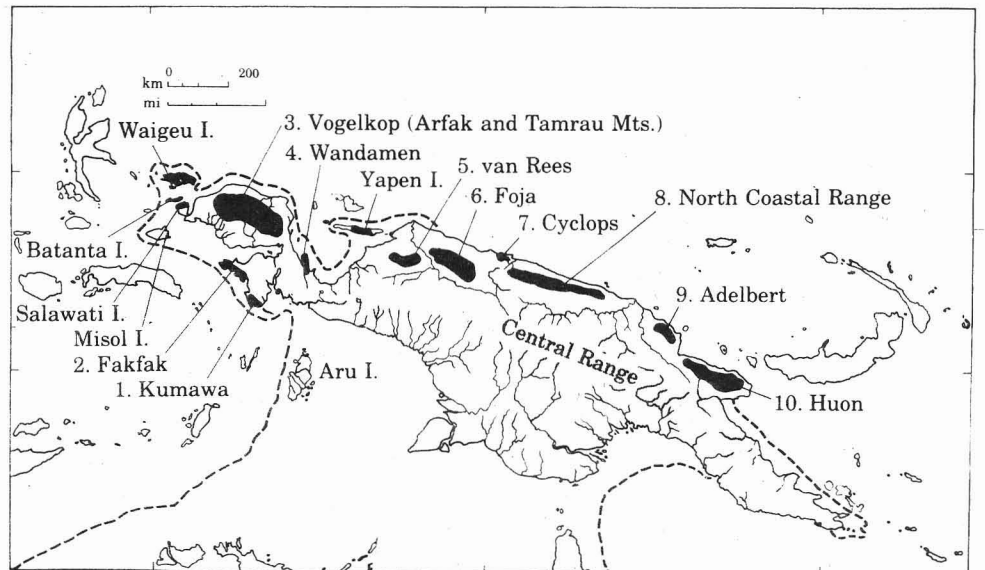 0 200
km
mi
Waigeu I.
3. Vogelkop (Arfak and Tamrau Mts.)
4. Wandamen
Yapen I.
5. van Rees
6. Foja
7. Cyclops
8. North Coastal Range
Batanta I.
Salawati I.
Misol I.
2. Fakfak
1. Kumawa
Aru I.
Central Range
9. Adelbert
10. Huon